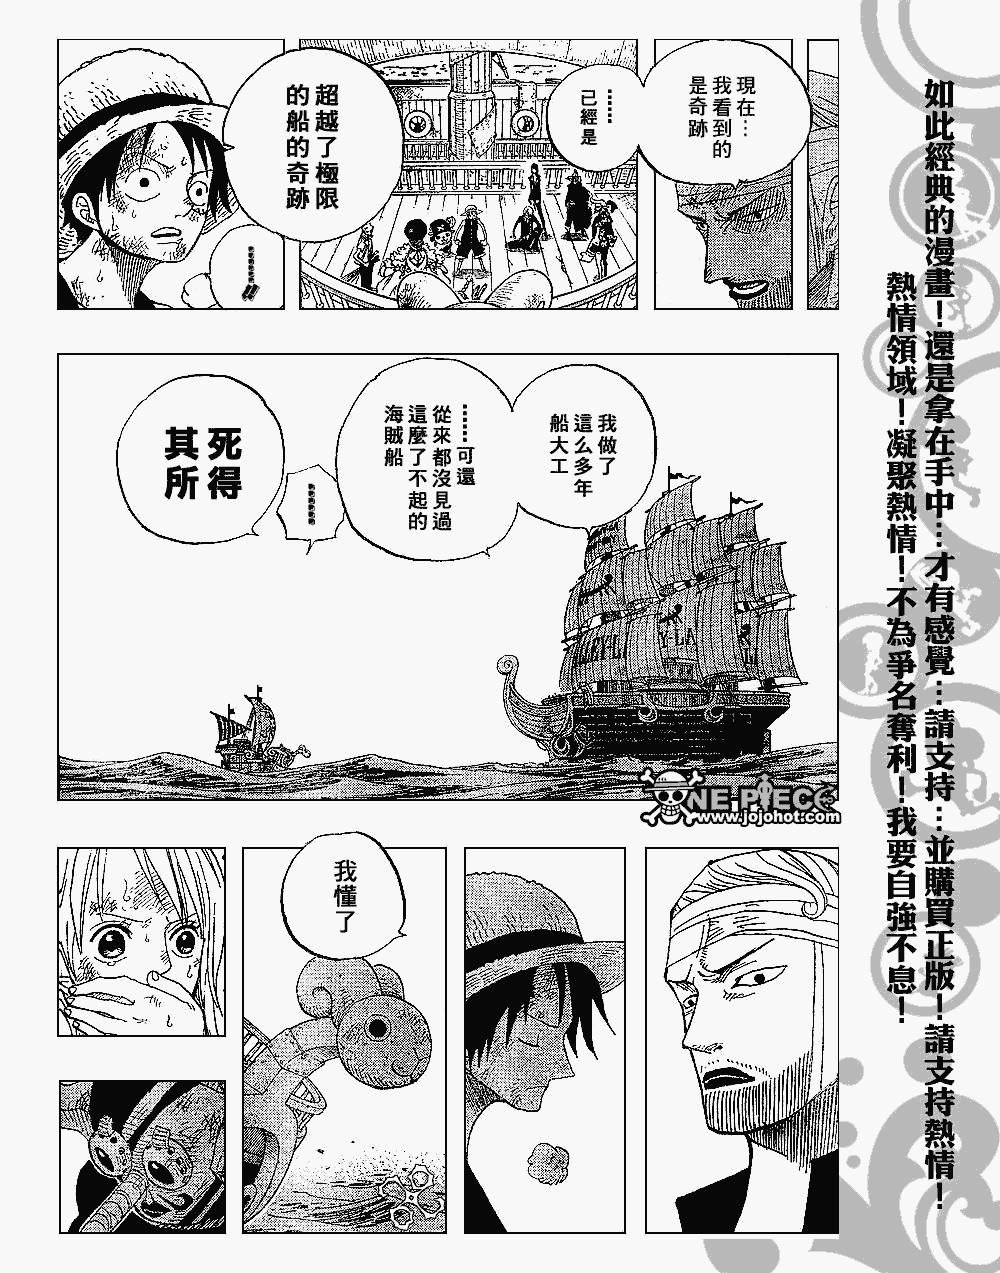 現在…
我看到的
是奇跡
……
已經是
超越了極限
的船的奇跡
我做了
這么多年
船大工
……可還
從來都沒見過
這麼了不起的
海賊船
死得
其所
我懂了
ALLEY-LA
Y-LA
ONE PIECE
www.jojohot.com
如此經典的漫畫！還是拿在手中…才有感覺…請支持…並購買正版！請支持熱情！
熱情領域！凝聚熱情！不為爭名奪利！我要自強不息！